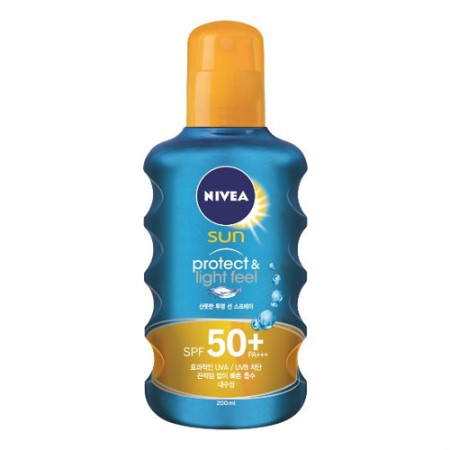 NIVEA
sun
protect &
light feel
산뜻한 투명 선 스프레이
SPF 50+
PA+++
효과적인 UVA / UVB 차단
끈적임 없이 빠른 흡수
내수성
200ml